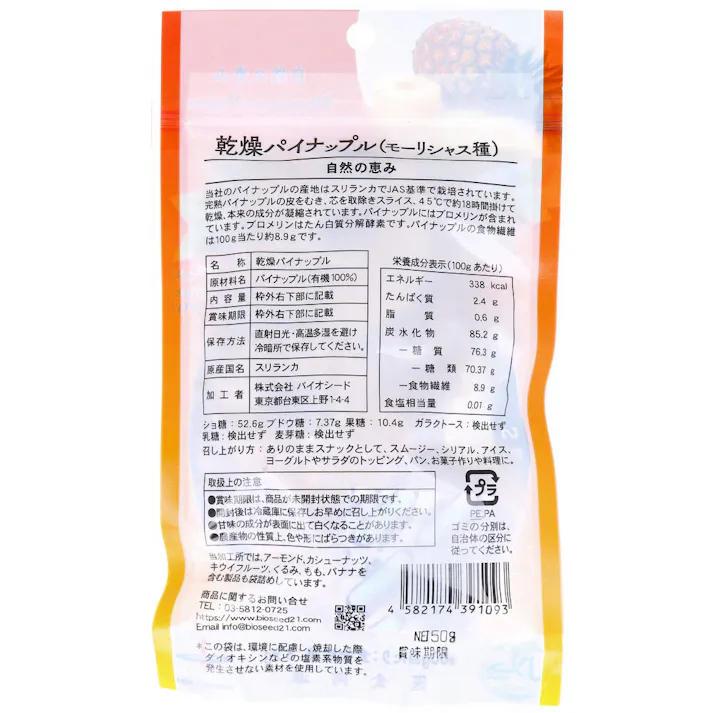 乾燥パイナップル(モーリシャス種)
自然の恵み
当社のパイナップルの産地はスリランカでJAS基準で栽培されています。
完熟パイナップルの皮をむき、芯を取除きスライス、45℃で約18時間掛けて
乾燥、本来の成分が凝縮されています。パイナップルにはブロメリンが含まれ
ています。ブロメリンはたん白質分解酵素です。パイナップルの食物繊維
は100g当たり約8.9gです。
名称 乾燥パイナップル
原材料名 パイナップル(有機100%)
内容量 枠外右下部に記載
賞味期限 枠外右下部に記載
保存方法 直射日光・高温多湿を避け
冷暗所で保存してください。
原産国名 スリランカ
加工者 株式会社 バイオシード
東京都台東区上野1-4-4
栄養成分表示(100gあたり)
エネルギー 338 kcal
たんぱく質 2.4 g
脂質 0.6 g
炭水化物 85.2 g
ー糖質 76.3 g
ー糖類 70.37 g
ー食物繊維 8.9 g
食塩相当量 0.01 g
ショ糖:52.6g ブドウ糖:7.37g 果糖:10.4g ガラクトース:検出せず
乳糖:検出せず 麦芽糖:検出せず
召し上がり方:ありのままスナックとして、スムージー、シリアル、アイス、
ヨーグルトやサラダのトッピング、パン、お菓子作りや料理に。
取扱上の注意
●賞味期限は、商品が未開封状態での期限です。
●開封後は冷蔵庫に保存しお早めに召し上がりください。
●甘味の成分が表面に出て白くなることがあります。
●農産物の性質上、色や形にばらつきがあります。
プラ
PE,PA
ゴミの分別は、
自治体の区分に
従ってください。
当加工所では、アーモンド、カシューナッツ、
キウイフルーツ、くるみ、もも、バナナを
含む製品も袋詰めしています。
商品に関するお問い合せ
TEL:03-5812-0725
https://www.bioseed21.com
Email info@bioseed21.com
4 582174 391093
NET50g
賞味期限
*この袋は、環境に配慮し、焼却した際
ダイオキシンなどの塩素系物質を
発生させない素材を使用しています。